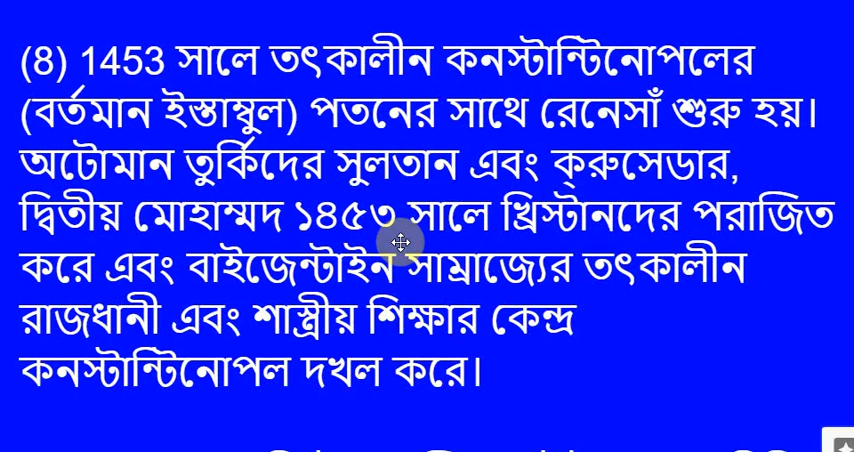 (8) 1453 সালে তৎকালীন কনস্টান্টিনোপলের
(বর্তমান ইস্তাম্বুল) পতনের সাথে রেনেসাঁ শুরু হয়।
অটোমান তুর্কিদের সুলতান এবং ক্রুসেডার,
দ্বিতীয় মোহাম্মদ ১৪৫৩ সালে খ্রিস্টানদের পরাজিত
করে এবং বাইজেন্টাইন সাম্রাজ্যের তৎকালীন
রাজধানী এবং শাস্ত্রীয় শিক্ষার কেন্দ্র
কনস্টান্টিনোপল দখল করে।